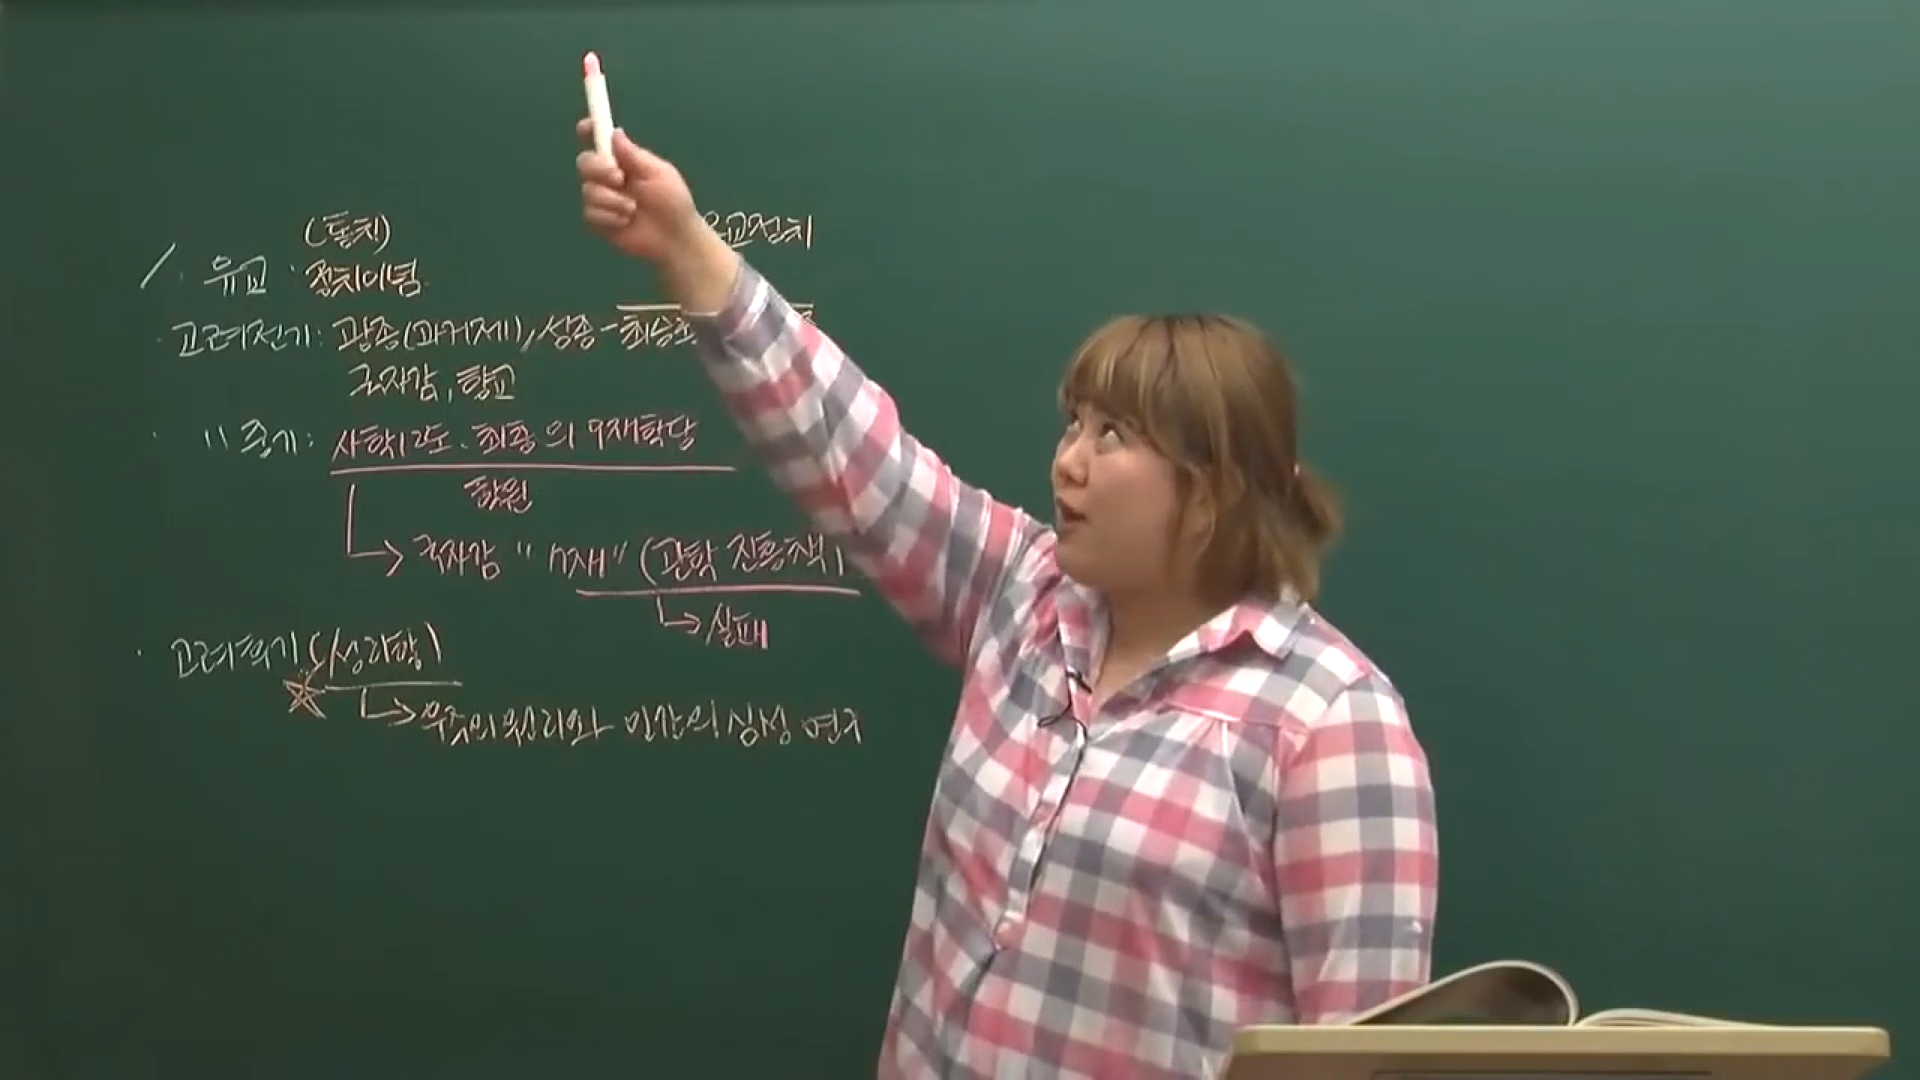 (통치)
유교정치
1. 유교 : 정치이념
· 고려전기 : 광종(과거제), 성종 - 최승로
국자감, 향교
· 〃 중기 : 사학12도 · 최충의 9재학당
학원
↳ 국자감 "7재" (관학 진흥책)
↳ 실패
· 고려후기 (성리학)
↳ 우주의 원리와 인간의 심성 연구